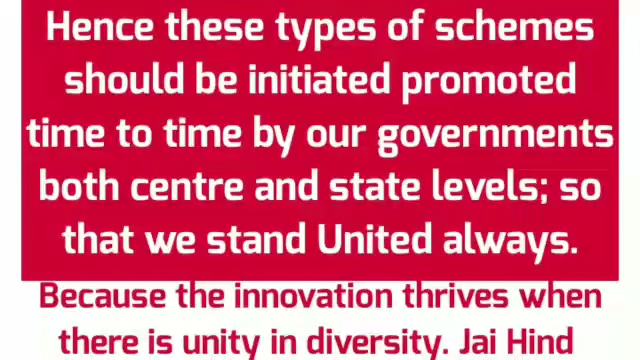 Hence these types of schemes
should be initiated promoted
time to time by our governments
both centre and state levels; so
that we stand United always.
Because the innovation thrives when
there is unity in diversity. Jai Hind